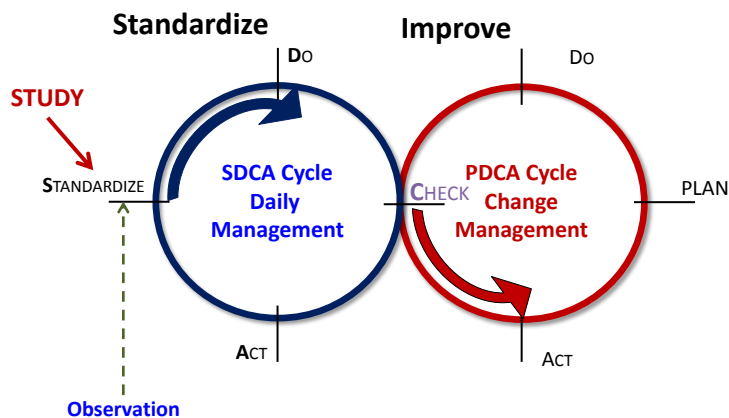 Standardize
Improve
Do
Do
STUDY
STANDARDIZE
SDCA Cycle
Daily
Management
CHECK
PDCA Cycle
Change
Management
PLAN
ACT
ACT
Observation